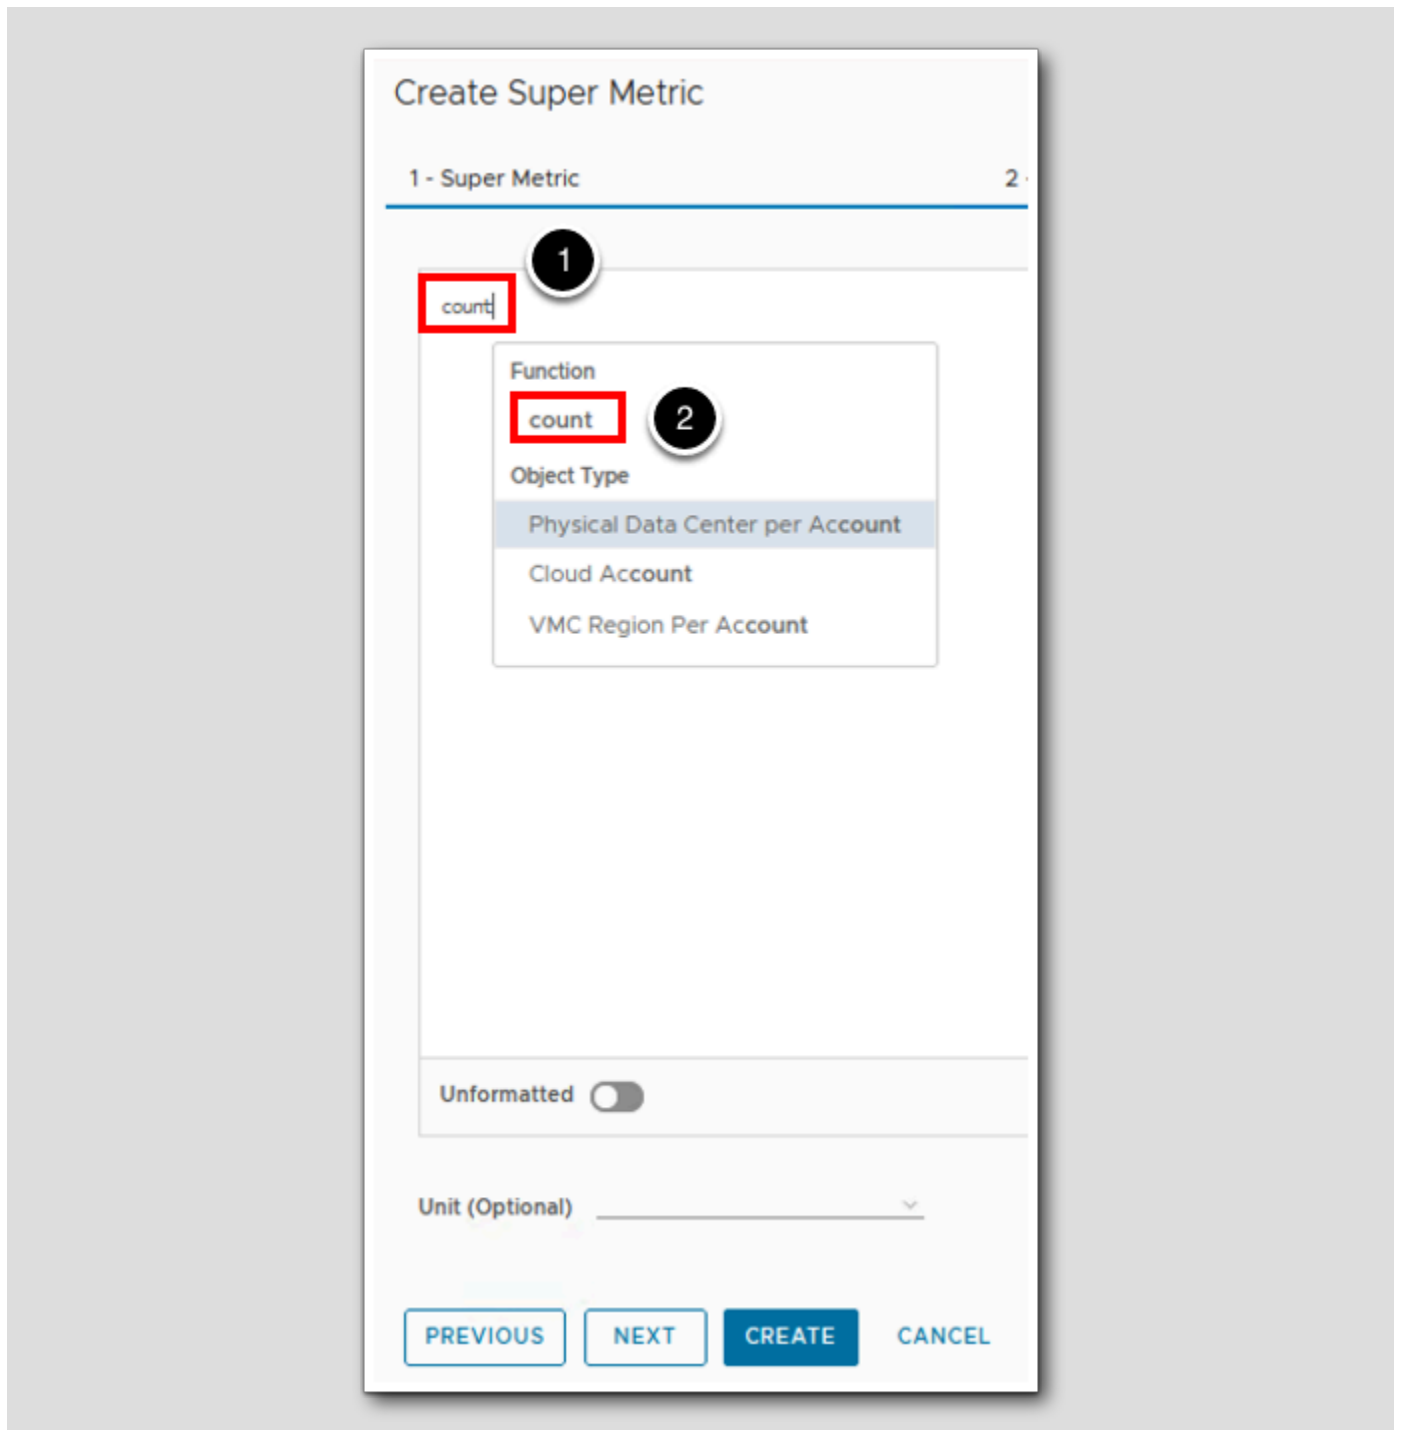 Create Super Metric
1 - Super Metric
2 -
1
count
Function
count
2
Object Type
Physical Data Center per Account
Cloud Account
VMC Region Per Account
Unformatted
Unit (Optional)
PREVIOUS NEXT CREATE CANCEL